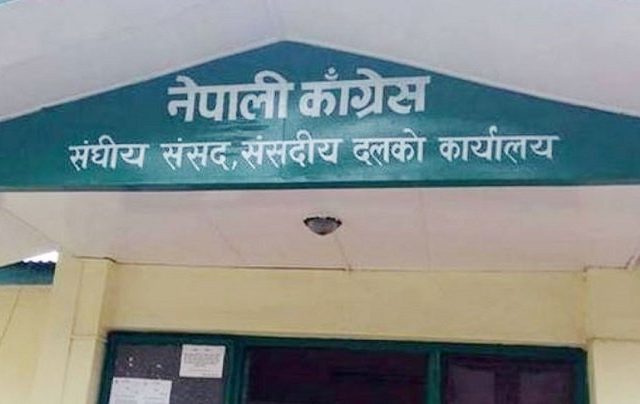 नेपाली काँग्रेस
संघीय संसद, संसदीय दलको कार्यालय